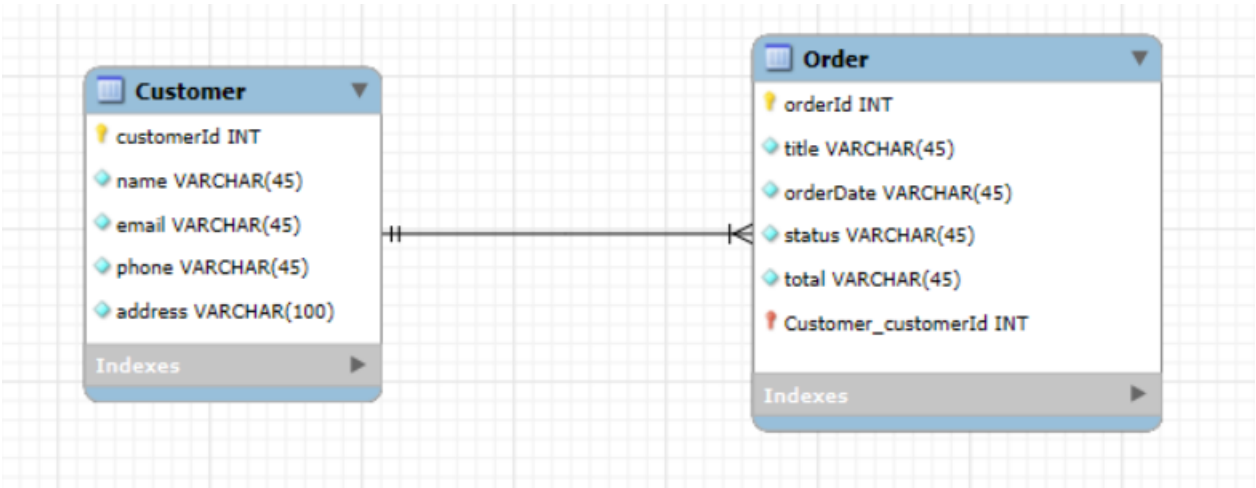 Customer
customerId INT
name VARCHAR(45)
email VARCHAR(45)
phone VARCHAR(45)
address VARCHAR(100)
Indexes
Order
orderId INT
title VARCHAR(45)
orderDate VARCHAR(45)
status VARCHAR(45)
total VARCHAR(45)
Customer_customerId INT
Indexes